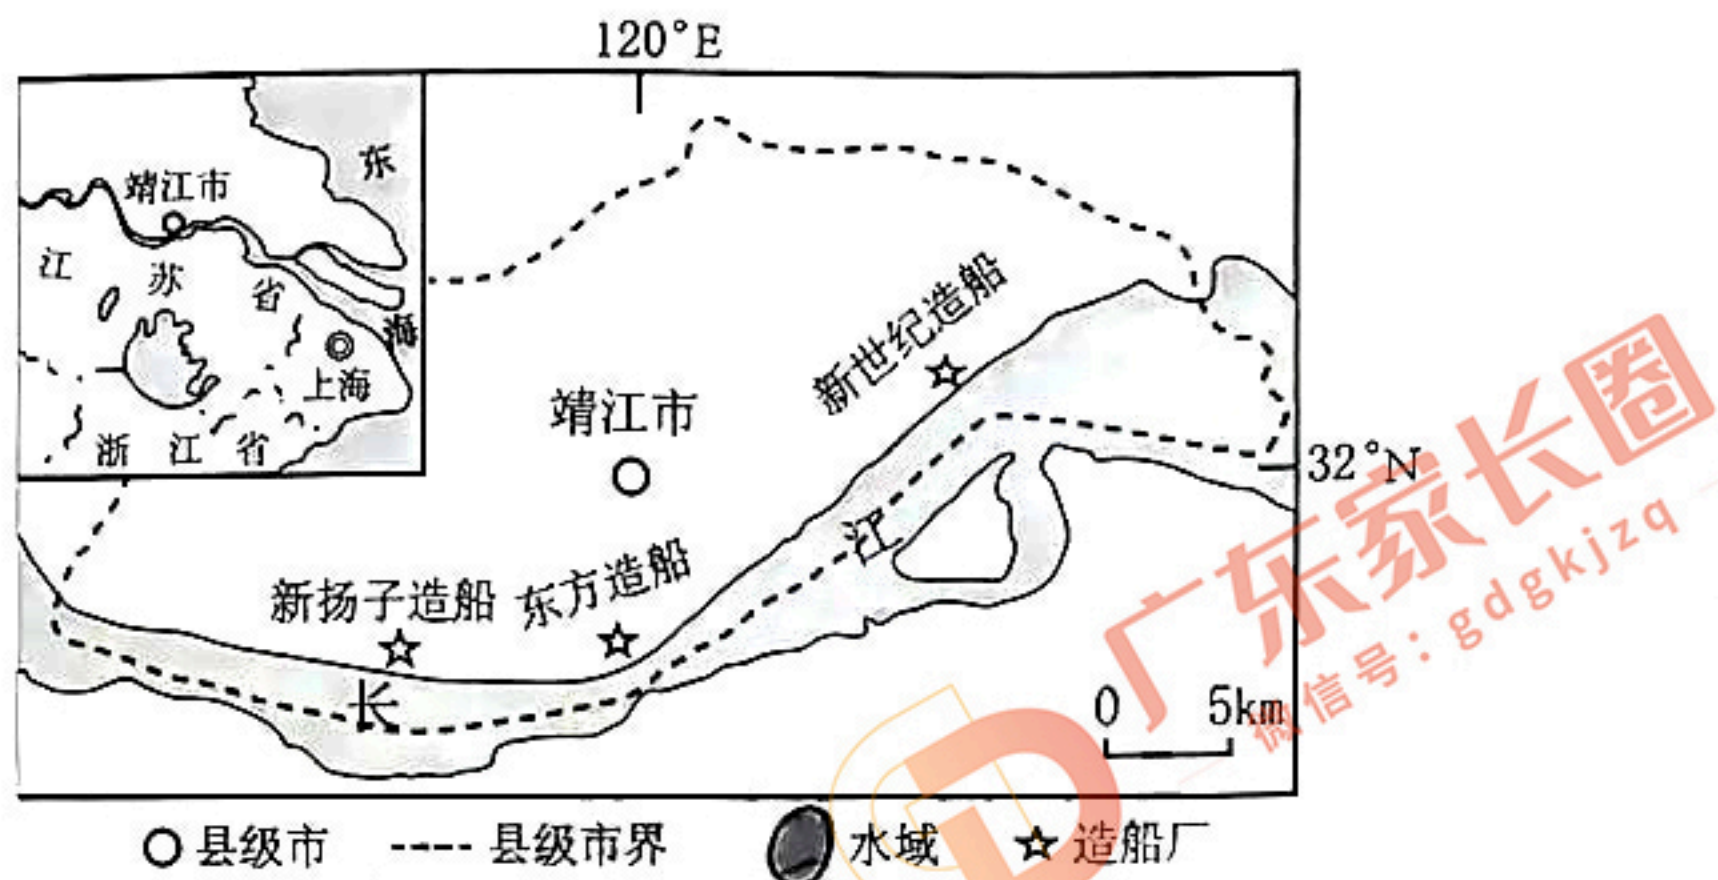 120°E
东
海
靖江市
江苏省
上海
浙江省
新世纪造船
靖江市
32°N
江
新扬子造船
东方造船
长
0 5km
县级市 县级市界 水域 造船厂
广东家长圈
微信号:gdgkjzq